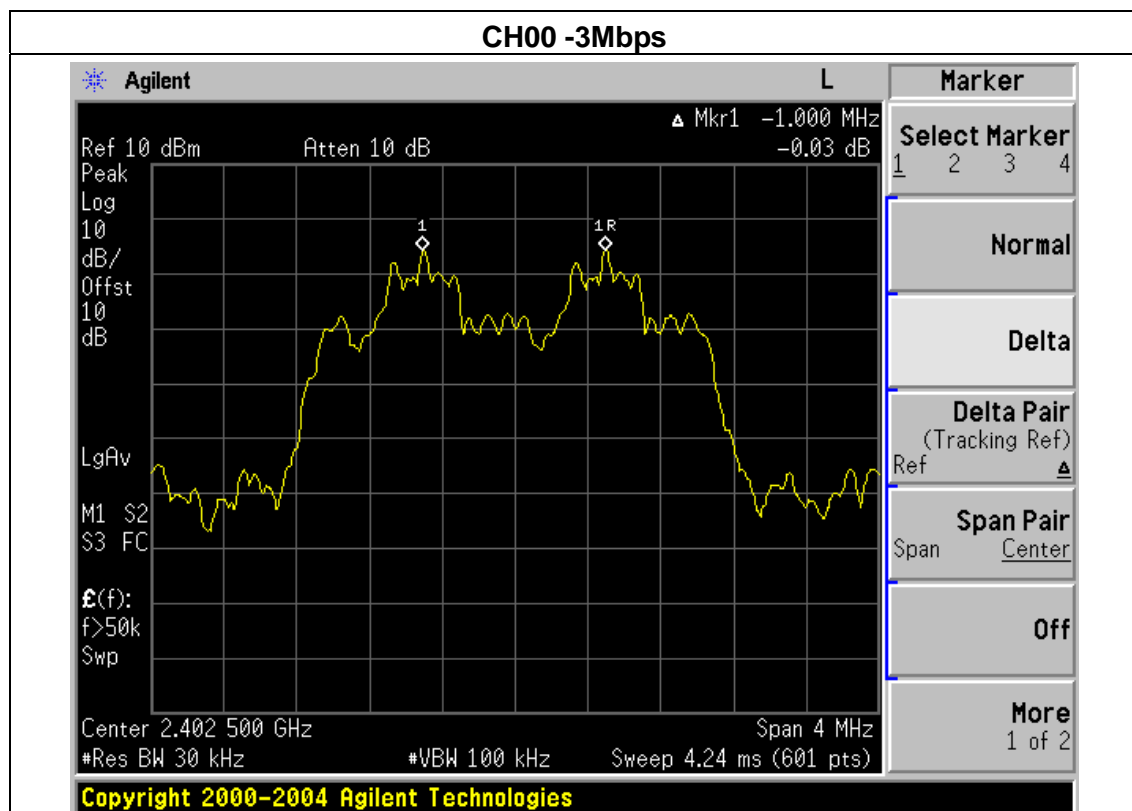 CH00 -3Mbps
Agilent L
Marker
Δ Mkr1 -1.000 MHz
Ref 10 dBm Atten 10 dB -0.03 dB
Peak
Log
10
dB/
Offst
10
dB
LgAv
M1 S2
S3 FC
£(f):
f>50k
Swp
1
1R
Center 2.402 500 GHz Span 4 MHz
#Res BW 30 kHz #VBW 100 kHz Sweep 4.24 ms (601 pts)
Select Marker
1 2 3 4
Normal
Delta
Delta Pair
(Tracking Ref)
Ref Δ
Span Pair
Span Center
Off
More
1 of 2
Copyright 2000-2004 Agilent Technologies